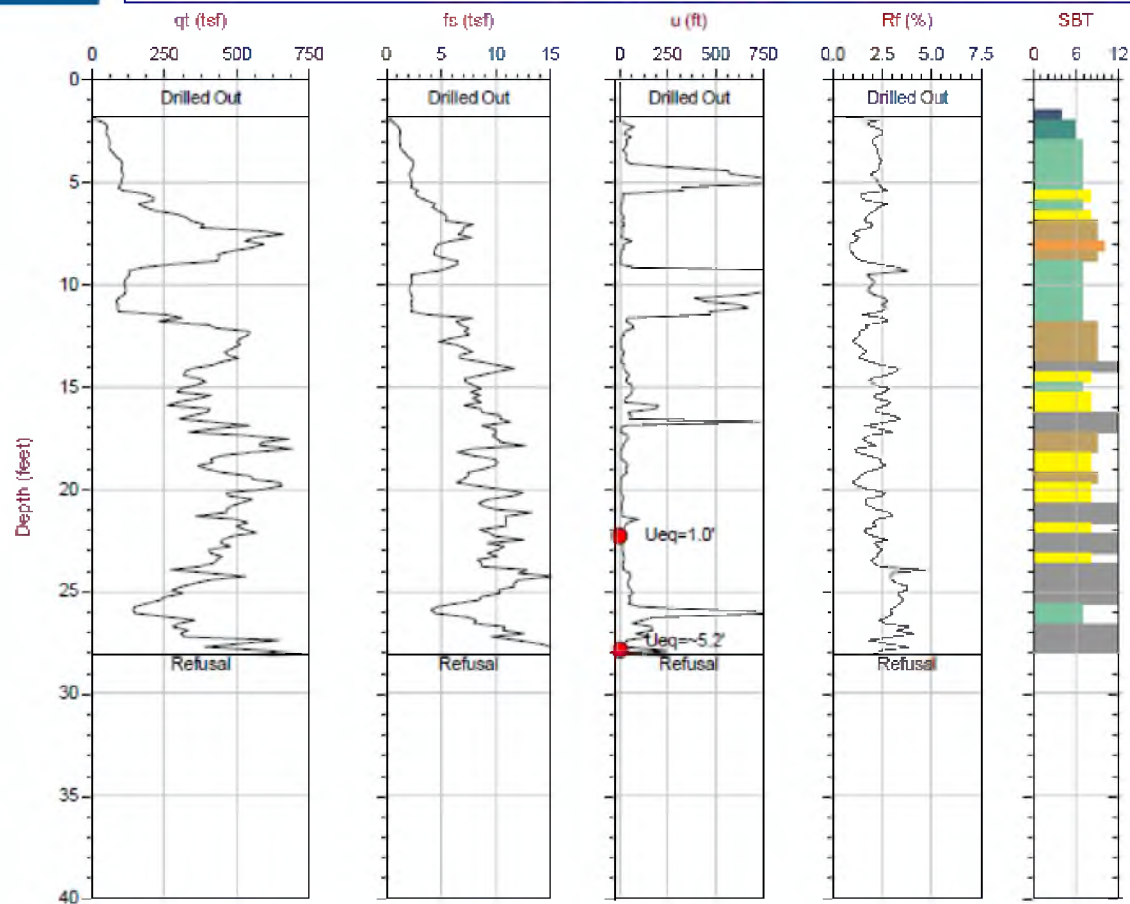 qt (tsf) fs (tsf) u (ft) Rf (%) SBT
0 250 500 750 0 5 10 15 0 250 500 750 0.0 2.5 5.0 7.5 0 6 12
0
Drilled Out Drilled Out Drilled Out Drilled Out
5
10
15
20
Ueq=1.0'
25
Ueq=~5.2'
Refusal Refusal Refusal Refusal
30
35
40
Depth (feet)